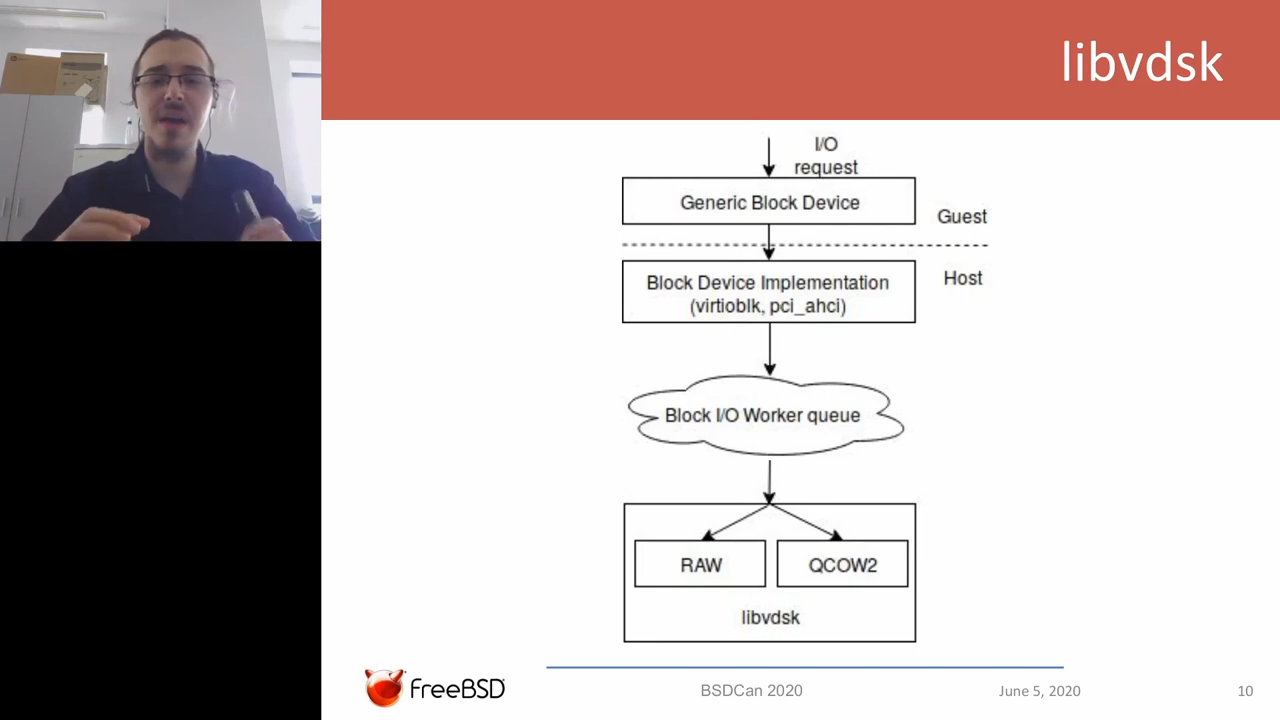 libvdsk
I/O
request
Generic Block Device
Guest
Host
Block Device Implementation
(virtioblk, pci_ahci)
Block I/O Worker queue
RAW
QCOW2
libvdsk
FreeBSD
BSDCan 2020
June 5, 2020
10